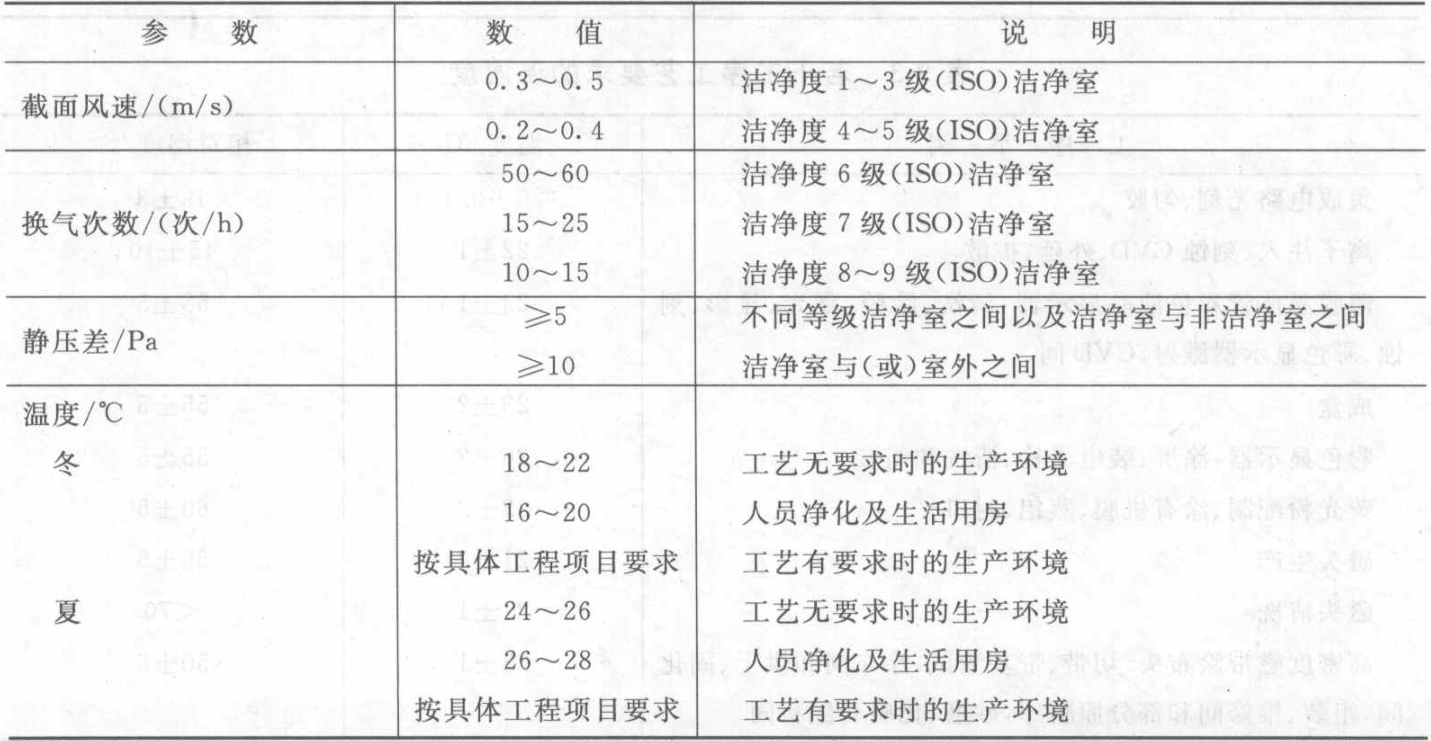 参 数 数 值 说 明
截面风速/(m/s) 0.3～0.5 洁净度 1～3 级(ISO)洁净室
0.2～0.4 洁净度 4～5 级(ISO)洁净室
换气次数/(次/h) 50～60 洁净度 6 级(ISO)洁净室
15～25 洁净度 7 级(ISO)洁净室
10～15 洁净度 8～9 级(ISO)洁净室
静压差/Pa ≥5 不同等级洁净室之间以及洁净室与非洁净室之间
≥10 洁净室与(或)室外之间
温度/℃
冬 18～22 工艺无要求时的生产环境
16～20 人员净化及生活用房
按具体工程项目要求 工艺有要求时的生产环境
夏 24～26 工艺无要求时的生产环境
26～28 人员净化及生活用房
按具体工程项目要求 工艺有要求时的生产环境